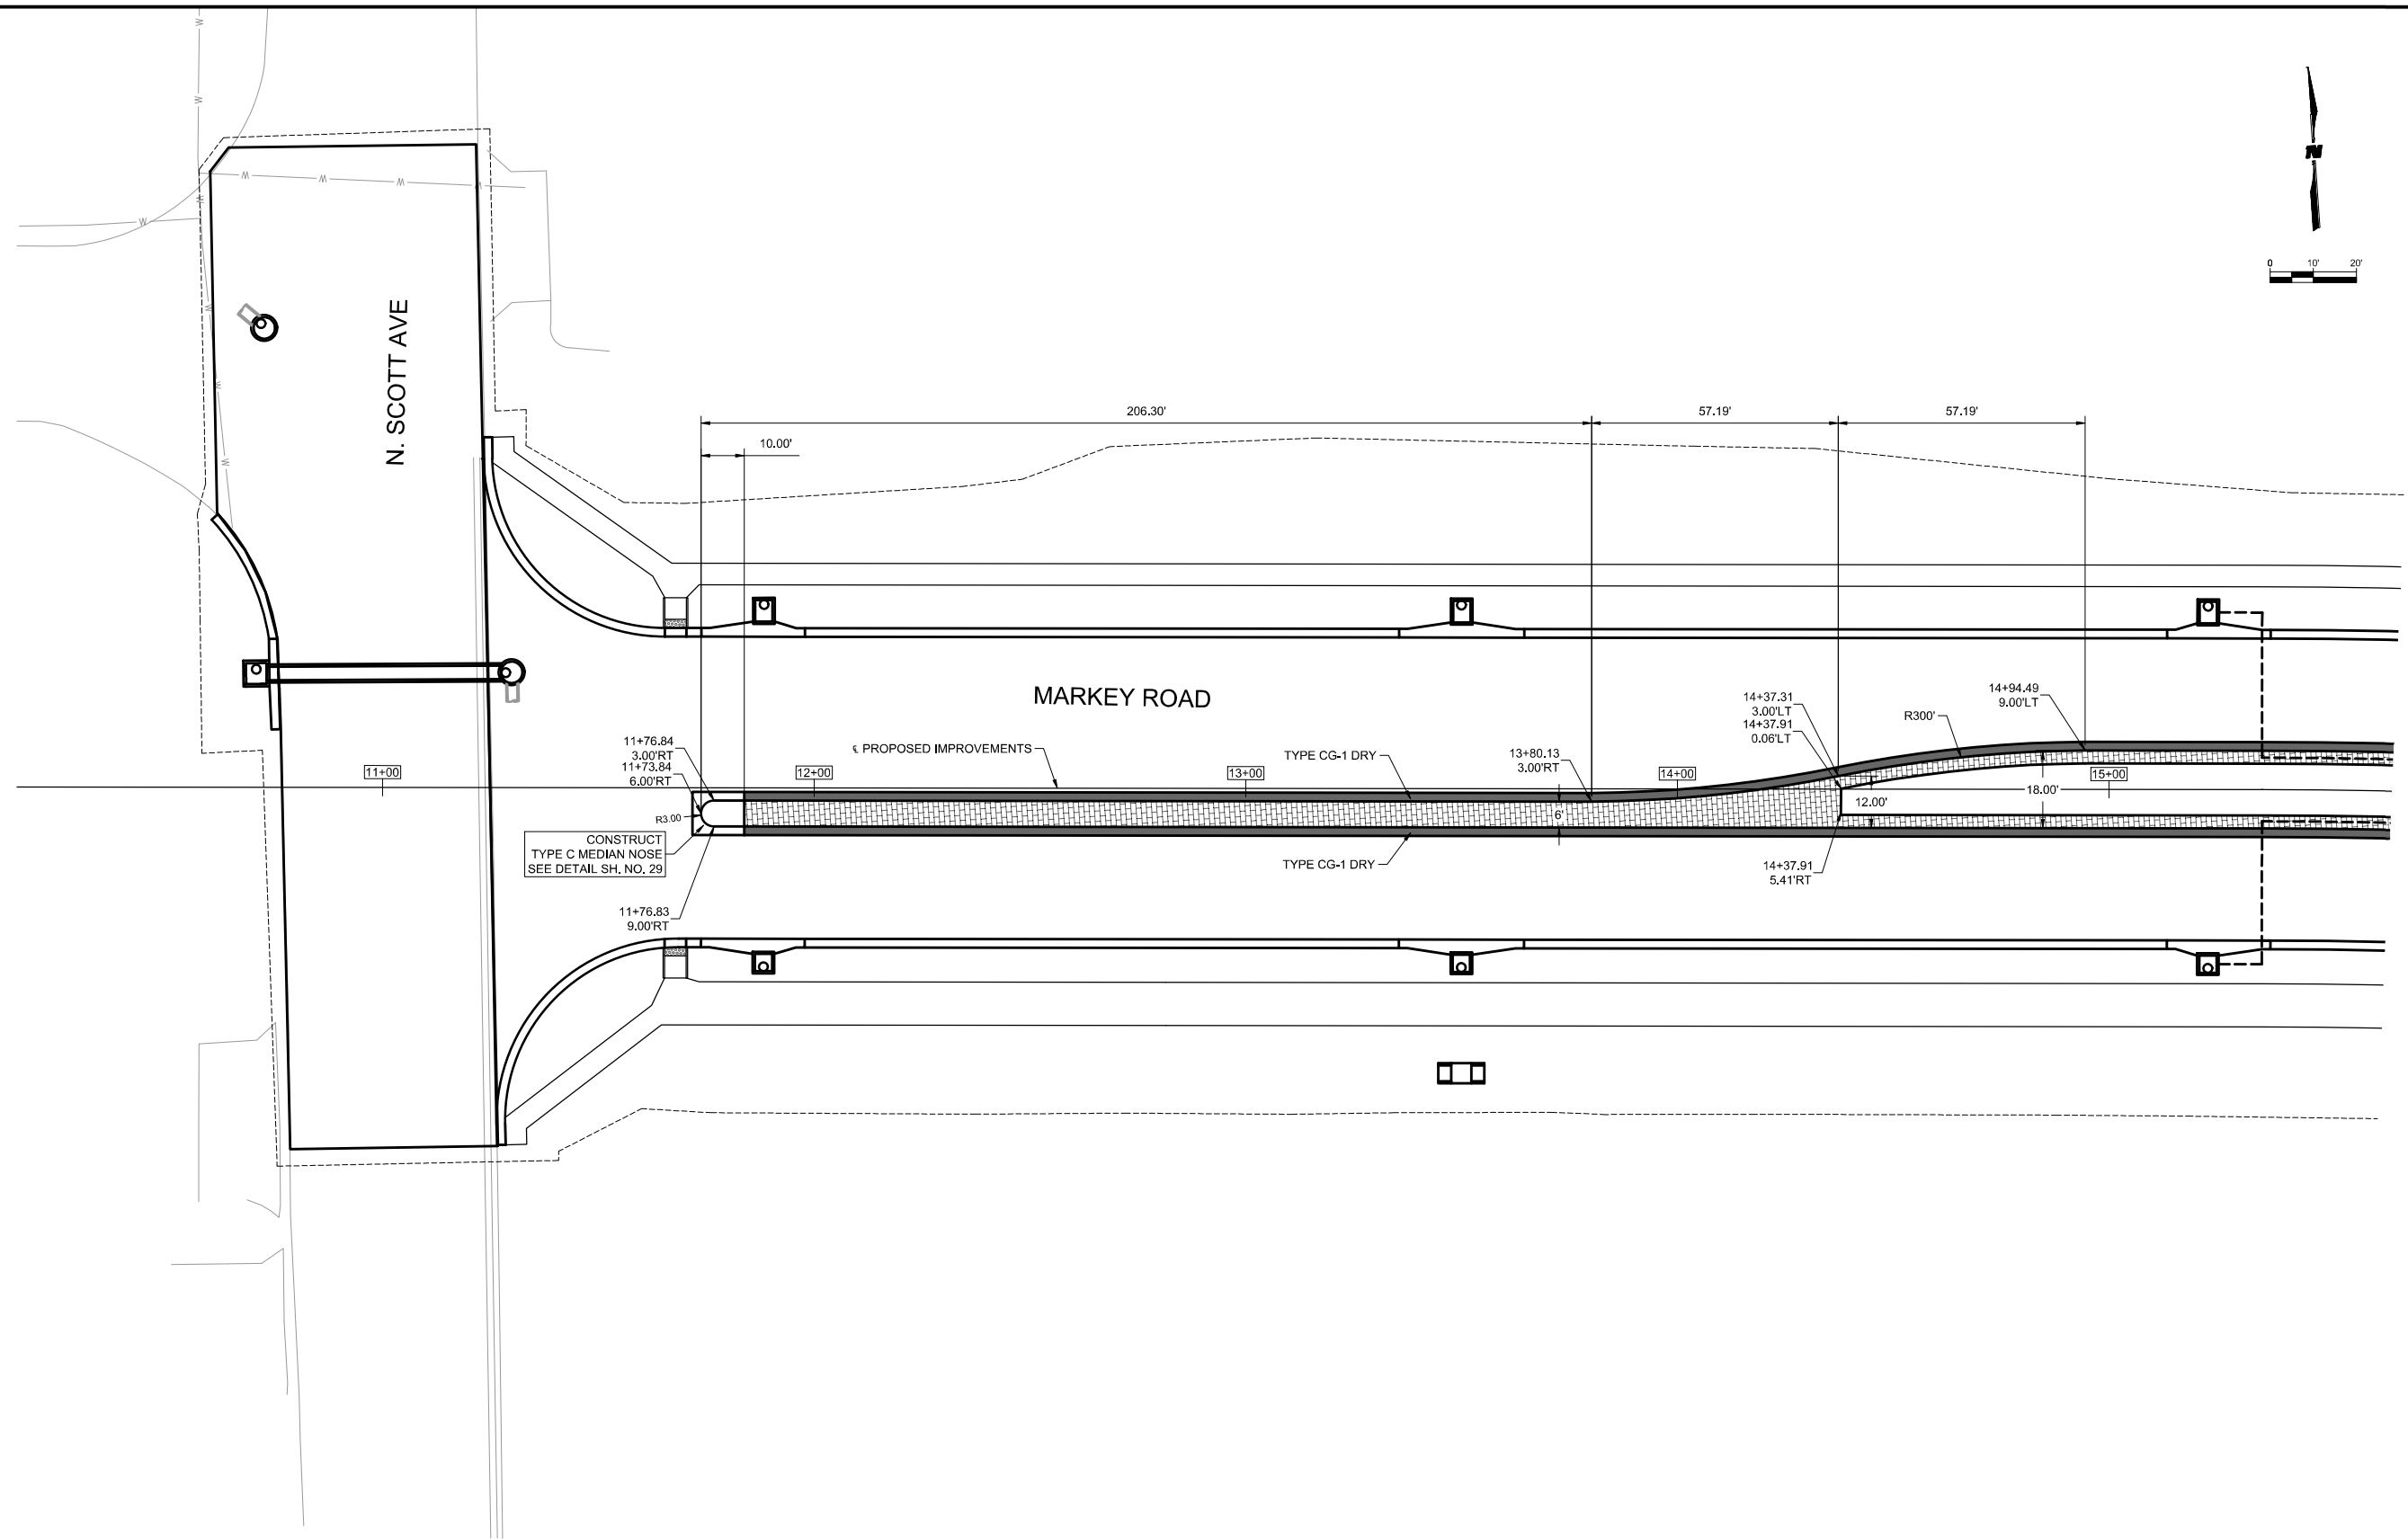 W
W
W
W
W
W
W
W
W
W
W
W
N
0 10' 20'
N. SCOTT AVE
206.30'
57.19'
57.19'
10.00'
MARKEY ROAD
14+37.31
3.00'LT
14+37.91
0.06'LT
14+94.49
9.00'LT
R300'
11+76.84
3.00'RT
11+73.84
6.00'RT
℄ PROPOSED IMPROVEMENTS
TYPE CG-1 DRY
13+80.13
3.00'RT
11+00
12+00
13+00
14+00
15+00
R3.00
6'
12.00'
18.00'
CONSTRUCT
TYPE C MEDIAN NOSE
SEE DETAIL SH. NO. 29
TYPE CG-1 DRY
14+37.91
5.41'RT
11+76.83
9.00'RT